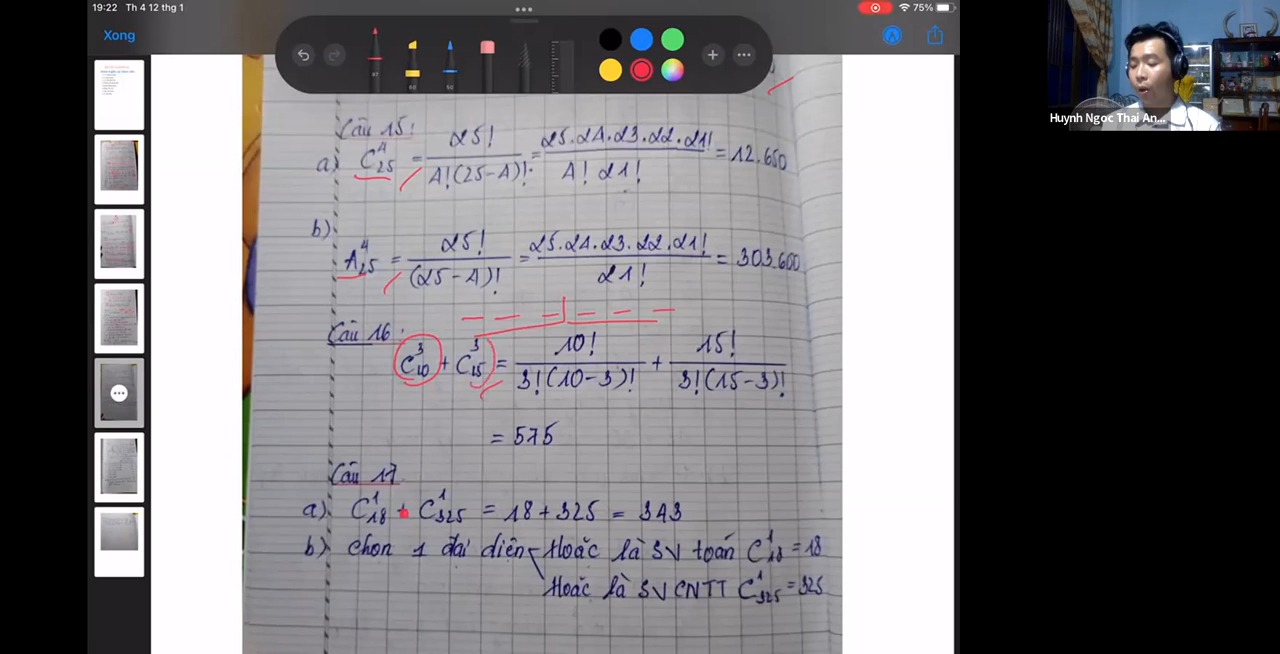 19:22 Th 4 12 thg 1
75%
Xong
Huynh Ngoc Thai An...
Câu 15:
a) C⁴₂₅ = 25! / 4!(25-4)! = 25.24.23.22.21! / 4! 21! = 12.650
b)
A⁴₂₅ = 25! / (25-4)! = 25.24.23.22.21! / 21! = 303.600
Câu 16:
C³₁₀ + C³₁₅ = 10! / 3!(10-3)! + 15! / 3!(15-3)!
= 575
Câu 17
a) C¹₁₈ + C¹₃₂₅ = 18 + 325 = 343
b) chọn 1 đại diện Hoặc là SV toán C¹₁₈ = 18
Hoặc là SV CNTT C¹₃₂₅ = 325